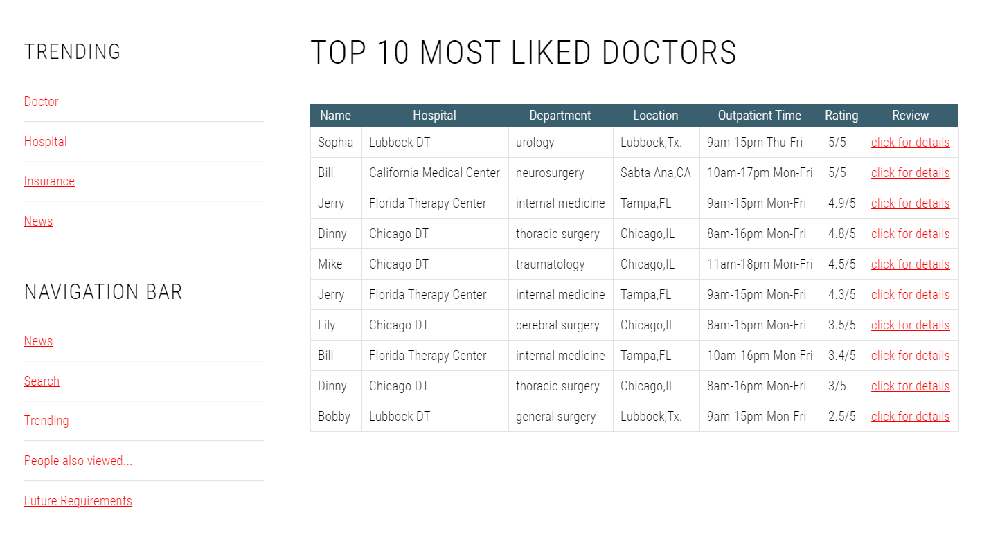 TRENDING
Doctor
Hospital
Insurance
News
NAVIGATION BAR
News
Search
Trending
People also viewed...
Future Requirements
TOP 10 MOST LIKED DOCTORS
Name Hospital Department Location Outpatient Time Rating Review
Sophia Lubbock DT urology Lubbock,Tx. 9am-15pm Thu-Fri 5/5 click for details
Bill California Medical Center neurosurgery Sabta Ana,CA 10am-17pm Mon-Fri 5/5 click for details
Jerry Florida Therapy Center internal medicine Tampa,FL 9am-15pm Mon-Fri 4.9/5 click for details
Dinny Chicago DT thoracic surgery Chicago,IL 8am-16pm Mon-Fri 4.8/5 click for details
Mike Chicago DT traumatology Chicago,IL 11am-18pm Mon-Fri 4.5/5 click for details
Jerry Florida Therapy Center internal medicine Tampa,FL 9am-15pm Mon-Fri 4.3/5 click for details
Lily Chicago DT cerebral surgery Chicago,IL 8am-15pm Mon-Fri 3.5/5 click for details
Bill Florida Therapy Center internal medicine Tampa,FL 10am-16pm Mon-Fri 3.4/5 click for details
Dinny Chicago DT thoracic surgery Chicago,IL 8am-16pm Mon-Fri 3/5 click for details
Bobby Lubbock DT general surgery Lubbock,Tx. 9am-15pm Mon-Fri 2.5/5 click for details